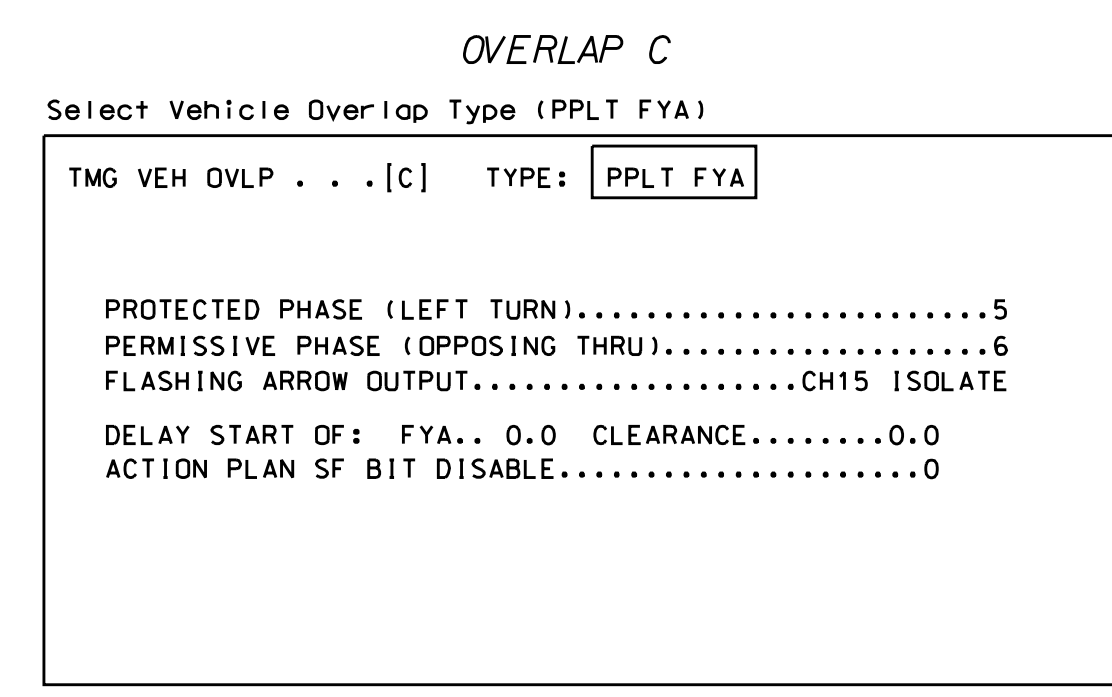 OVERLAP C
Select Vehicle Overlap Type (PPLT FYA)
TMG VEH OVLP . . .[C] TYPE: PPLT FYA
PROTECTED PHASE (LEFT TURN)........................5
PERMISSIVE PHASE (OPPOSING THRU)...................6
FLASHING ARROW OUTPUT...................CH15 ISOLATE
DELAY START OF: FYA.. 0.0 CLEARANCE........0.0
ACTION PLAN SF BIT DISABLE.....................0